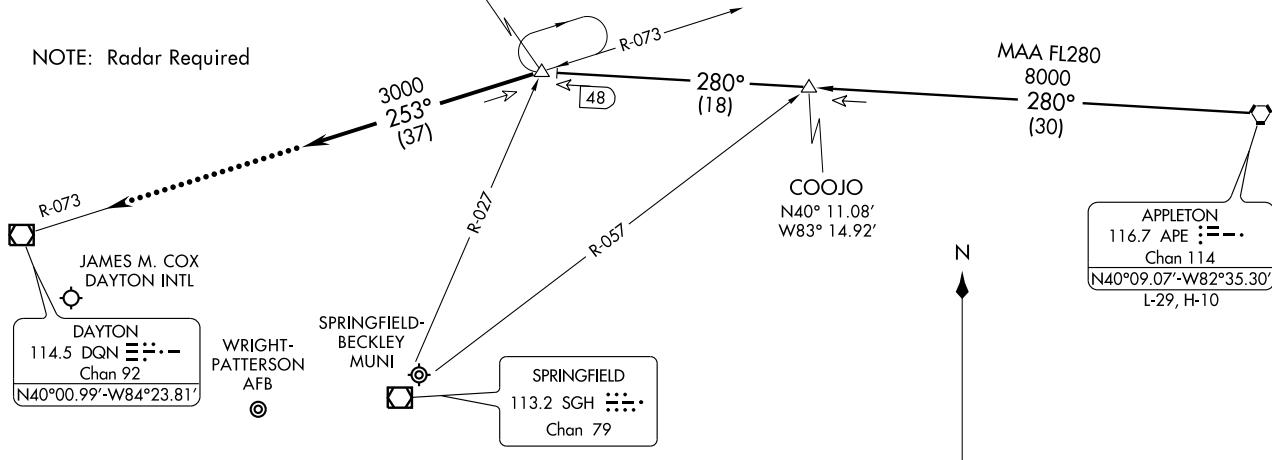 NOTE: Radar Required
R-073
3000
253°
(37)
48
280°
(18)
MAA FL280
8000
280°
(30)
R-073
R-027
R-057
COOJO
N40° 11.08'
W83° 14.92'
APPLETON
116.7 APE
Chan 114
N40°09.07'-W82°35.30'
L-29, H-10
N
JAMES M. COX
DAYTON INTL
DAYTON
114.5 DQN
Chan 92
N40°00.99'-W84°23.81'
WRIGHT-
PATTERSON
AFB
SPRINGFIELD-
BECKLEY
MUNI
SPRINGFIELD
113.2 SGH
Chan 79